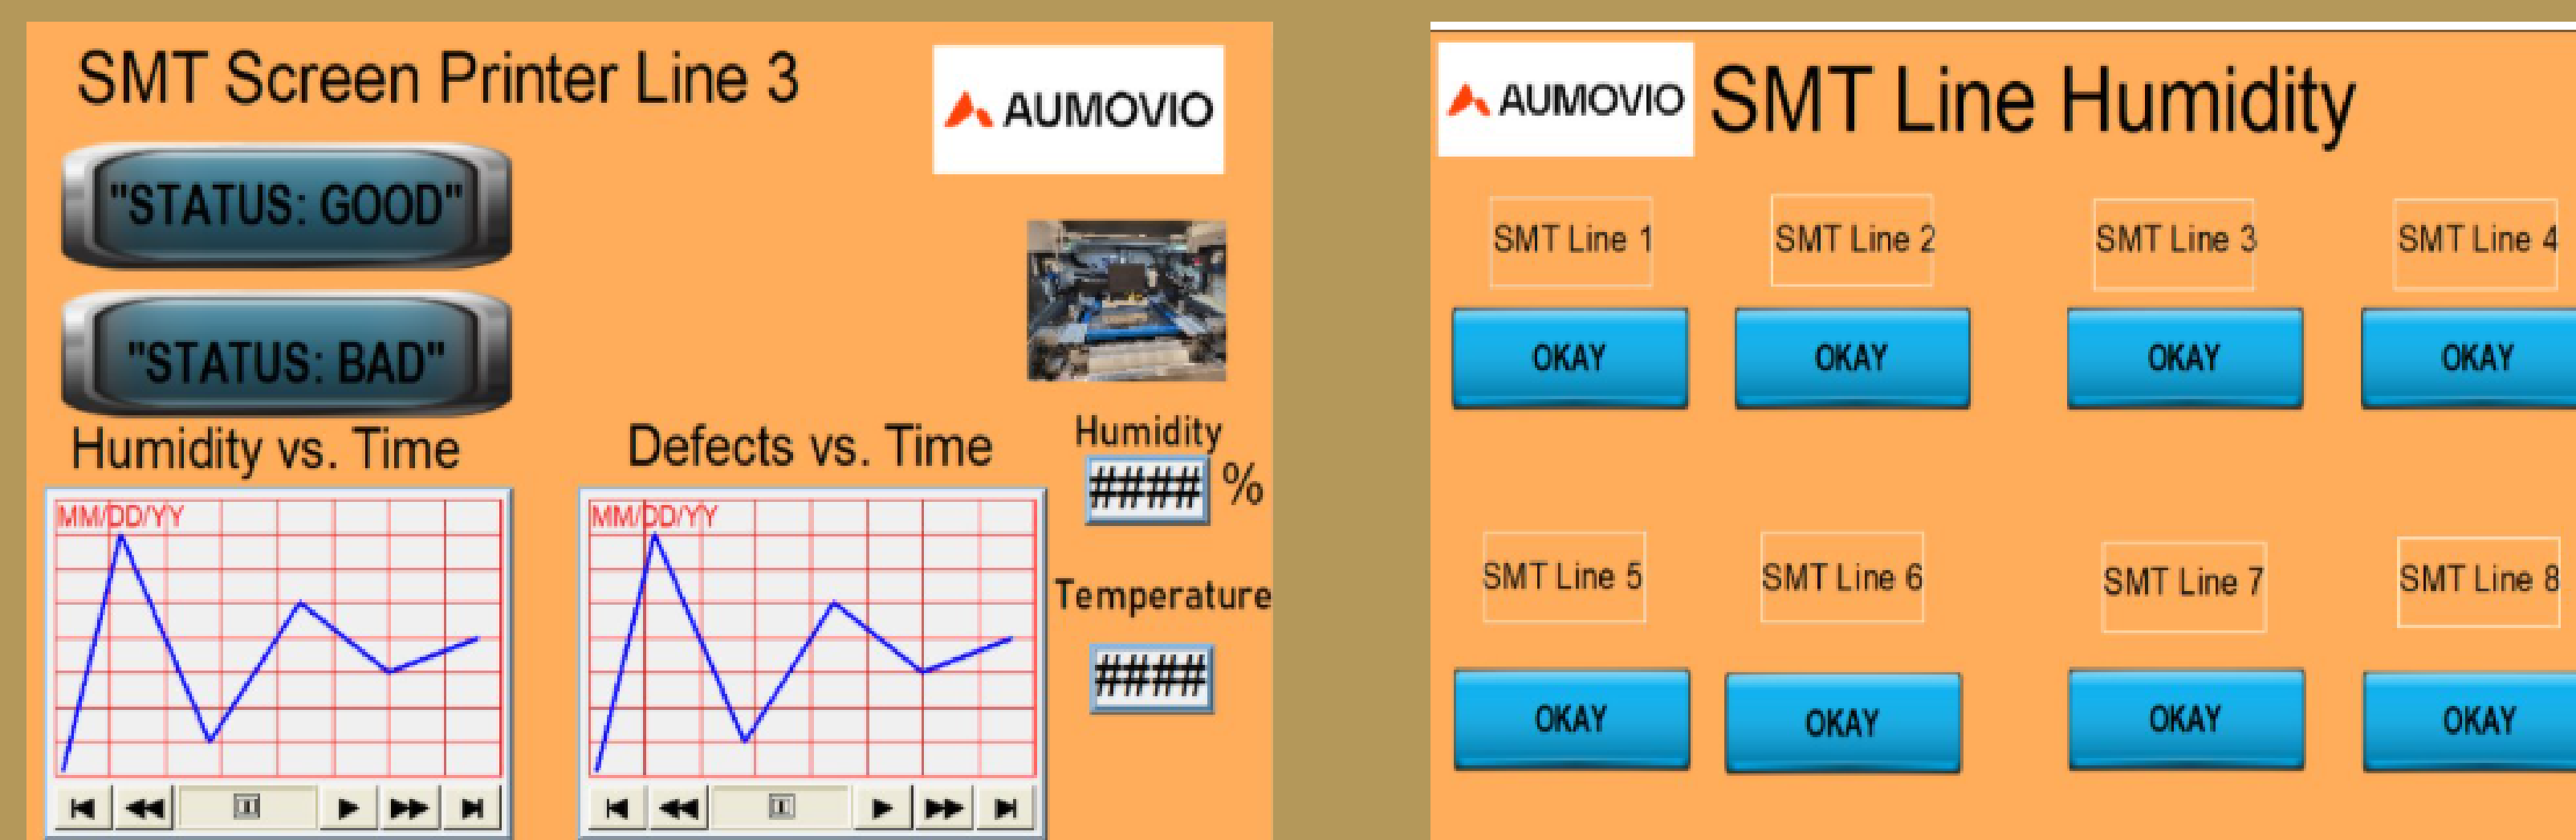 SMT Screen Printer Line 3
AUMOVIO
"STATUS: GOOD"
"STATUS: BAD"
Humidity vs. Time
Defects vs. Time
Humidity
#### %
MM/DD/YY
MM/DD/YY
Temperature
####
AUMOVIO
SMT Line Humidity
SMT Line 1
SMT Line 2
SMT Line 3
SMT Line 4
OKAY
OKAY
OKAY
OKAY
SMT Line 5
SMT Line 6
SMT Line 7
SMT Line 8
OKAY
OKAY
OKAY
OKAY